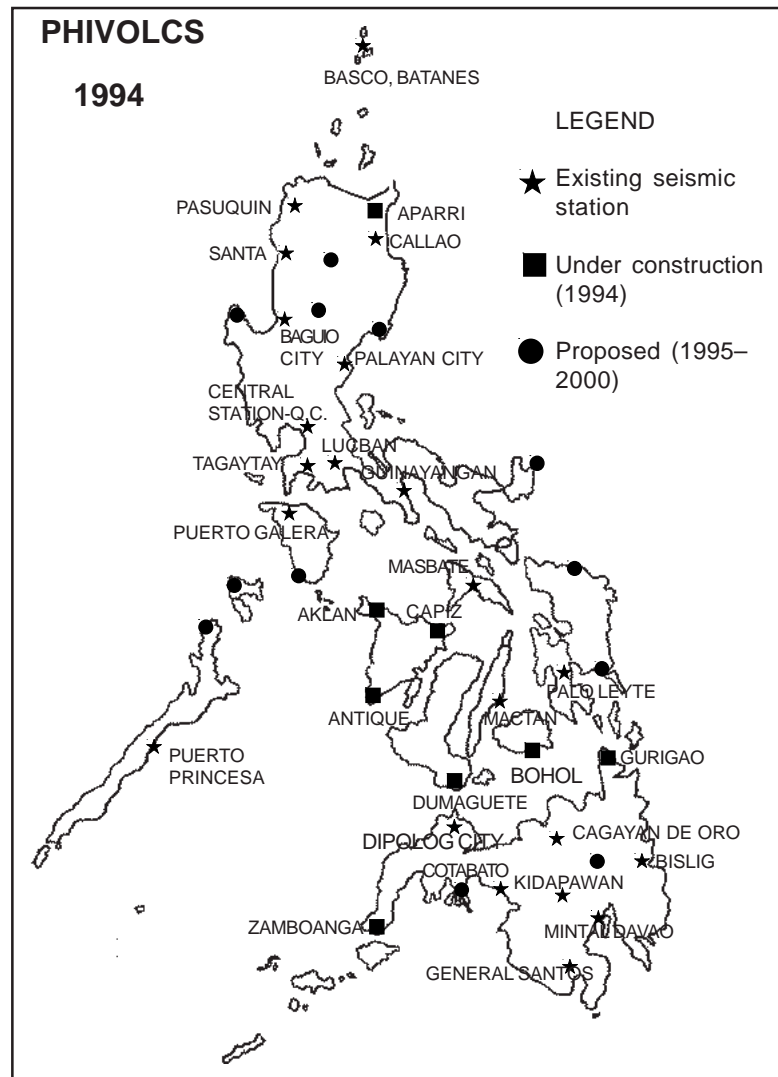 PHIVOLCS
1994
BASCO, BATANES
LEGEND
Existing seismic
station
Under construction
(1994)
Proposed (1995–
2000)
PASUQUIN
APARRI
CALLAO
SANTA
BAGUIO
CITY
PALAYAN CITY
CENTRAL
STATION-Q.C.
LUCBAN
TAGAYTAY
GUINAYANGAN
PUERTO GALERA
MASBATE
AKLAN
CAPIZ
PALO LEYTE
ANTIQUE
MACTAN
PUERTO
PRINCESA
BOHOL
GURIGAO
DUMAGUETE
DIPOLOG CITY
CAGAYAN DE ORO
BISLIG
COTABATO
KIDAPAWAN
ZAMBOANGA
MINTAL DAVAO
GENERAL SANTOS